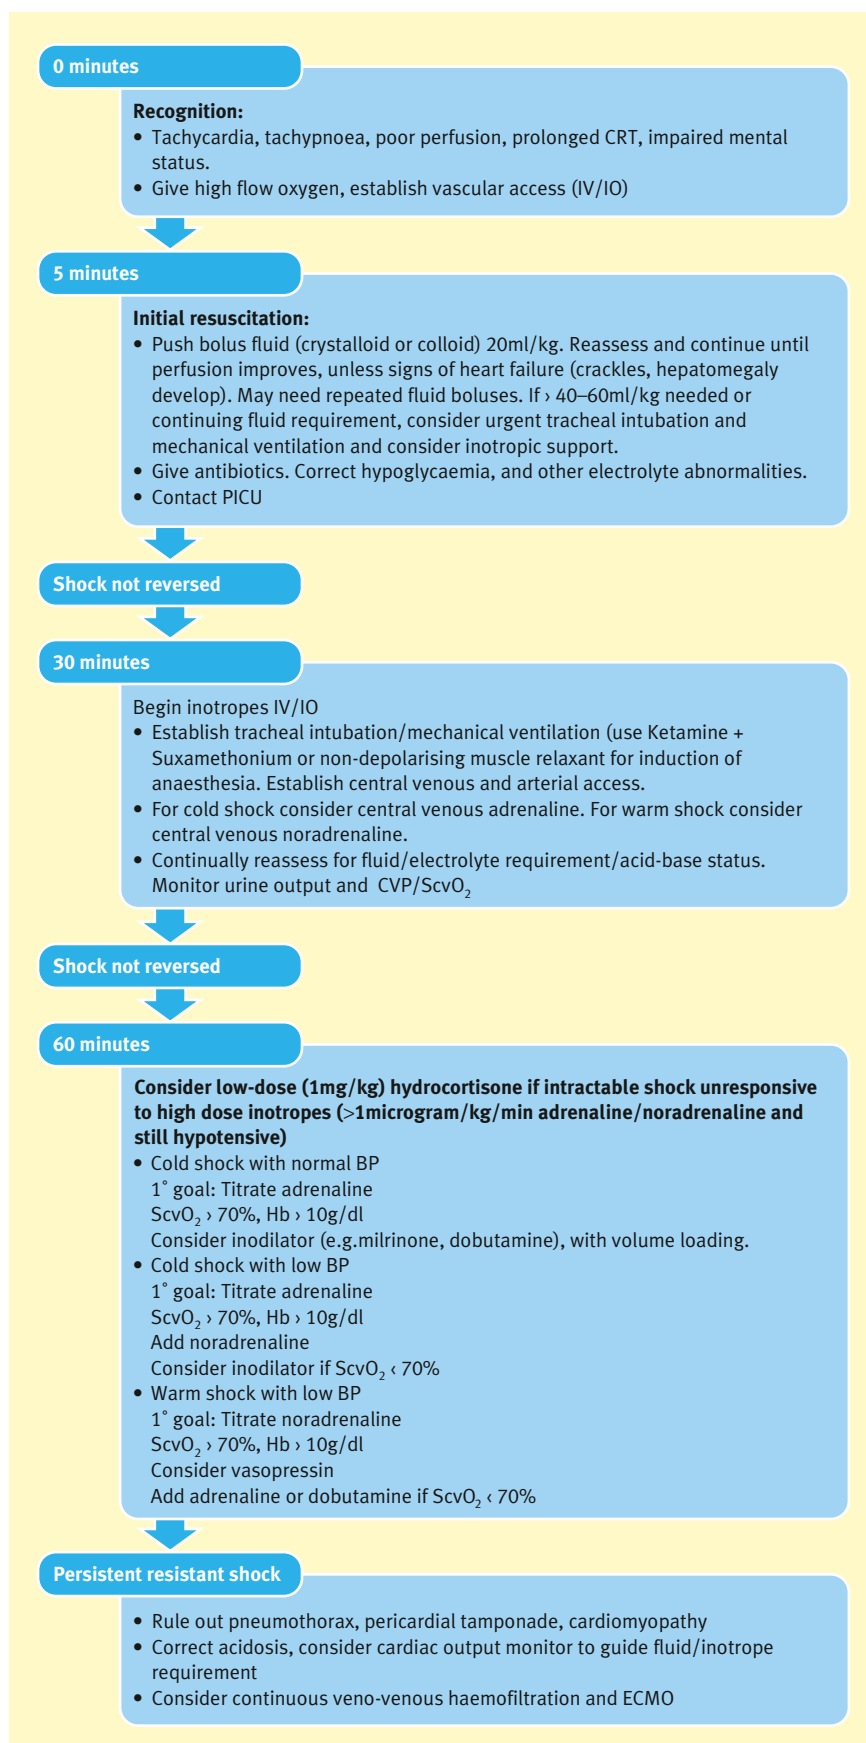 0 minutes
Recognition:
• Tachycardia, tachypnoea, poor perfusion, prolonged CRT, impaired mental
status.
• Give high flow oxygen, establish vascular access (IV/IO)
5 minutes
Initial resuscitation:
• Push bolus fluid (crystalloid or colloid) 20ml/kg. Reassess and continue until
perfusion improves, unless signs of heart failure (crackles, hepatomegaly
develop). May need repeated fluid boluses. If › 40–60ml/kg needed or
continuing fluid requirement, consider urgent tracheal intubation and
mechanical ventilation and consider inotropic support.
• Give antibiotics. Correct hypoglycaemia, and other electrolyte abnormalities.
• Contact PICU
Shock not reversed
30 minutes
Begin inotropes IV/IO
• Establish tracheal intubation/mechanical ventilation (use Ketamine +
Suxamethonium or non-depolarising muscle relaxant for induction of
anaesthesia. Establish central venous and arterial access.
• For cold shock consider central venous adrenaline. For warm shock consider
central venous noradrenaline.
• Continually reassess for fluid/electrolyte requirement/acid-base status.
Monitor urine output and CVP/ScvO₂
Shock not reversed
60 minutes
Consider low-dose (1mg/kg) hydrocortisone if intractable shock unresponsive
to high dose inotropes (>1microgram/kg/min adrenaline/noradrenaline and
still hypotensive)
• Cold shock with normal BP
1˚ goal: Titrate adrenaline
ScvO₂ › 70%, Hb › 10g/dl
Consider inodilator (e.g.milrinone, dobutamine), with volume loading.
• Cold shock with low BP
1˚ goal: Titrate adrenaline
ScvO₂ › 70%, Hb › 10g/dl
Add noradrenaline
Consider inodilator if ScvO₂ ‹ 70%
• Warm shock with low BP
1˚ goal: Titrate noradrenaline
ScvO₂ › 70%, Hb › 10g/dl
Consider vasopressin
Add adrenaline or dobutamine if ScvO₂ ‹ 70%
Persistent resistant shock
• Rule out pneumothorax, pericardial tamponade, cardiomyopathy
• Correct acidosis, consider cardiac output monitor to guide fluid/inotrope
requirement
• Consider continuous veno-venous haemofiltration and ECMO